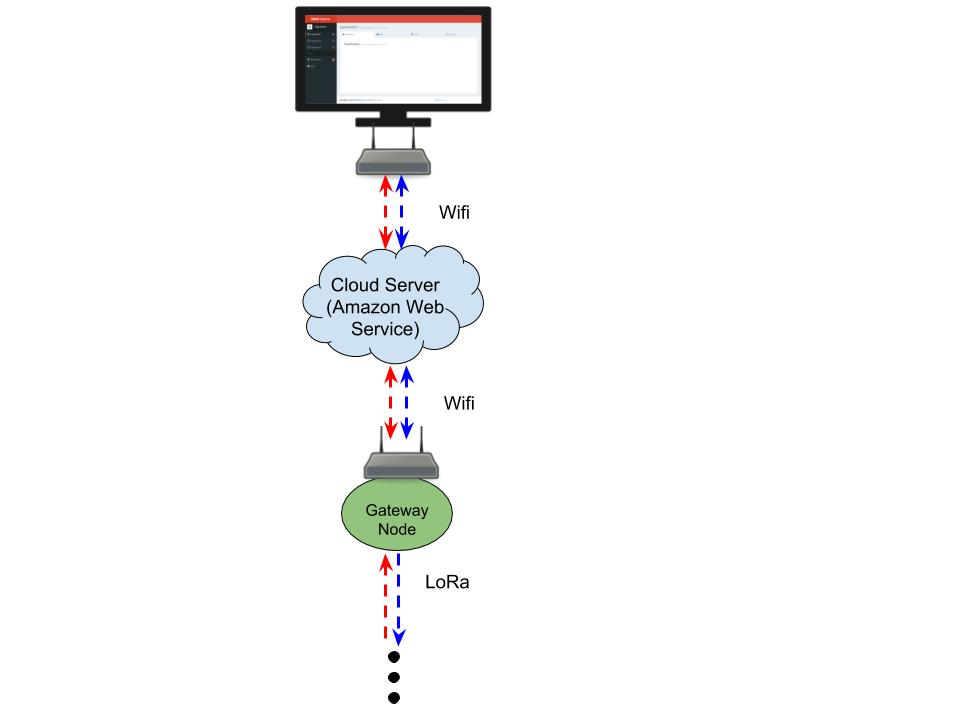 Wifi
Cloud Server
(Amazon Web
Service)
Wifi
Gateway
Node
LoRa